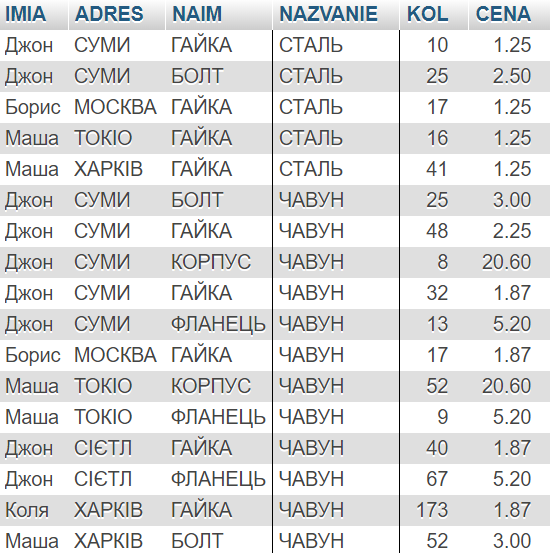 IMIA ADRES NAIM NAZVANIE KOL CENA
Джон СУМИ ГАЙКА СТАЛЬ 10 1.25
Джон СУМИ БОЛТ СТАЛЬ 25 2.50
Борис МОСКВА ГАЙКА СТАЛЬ 17 1.25
Маша ТОКІО ГАЙКА СТАЛЬ 16 1.25
Маша ХАРКІВ ГАЙКА СТАЛЬ 41 1.25
Джон СУМИ БОЛТ ЧАВУН 25 3.00
Джон СУМИ ГАЙКА ЧАВУН 48 2.25
Джон СУМИ КОРПУС ЧАВУН 8 20.60
Джон СУМИ ГАЙКА ЧАВУН 32 1.87
Джон СУМИ ФЛАНЕЦЬ ЧАВУН 13 5.20
Борис МОСКВА ГАЙКА ЧАВУН 17 1.87
Маша ТОКІО КОРПУС ЧАВУН 52 20.60
Маша ТОКІО ФЛАНЕЦЬ ЧАВУН 9 5.20
Джон СІЄТЛ ГАЙКА ЧАВУН 40 1.87
Джон СІЄТЛ ФЛАНЕЦЬ ЧАВУН 67 5.20
Коля ХАРКІВ ГАЙКА ЧАВУН 173 1.87
Маша ХАРКІВ БОЛТ ЧАВУН 52 3.00